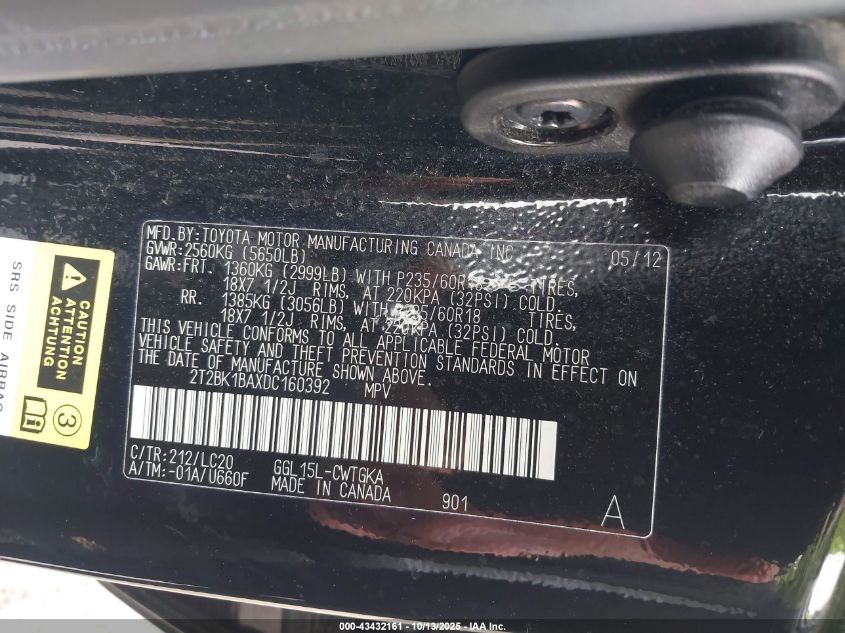 MFD.BY:TOYOTA MOTOR MANUFACTURING CANADA INC 05/12
GVWR:2560KG (5650LB)
GAWR:FRT. 1360KG (2999LB) WITH P235/60R TIRES,
18X7 1/2J RIMS, AT 220KPA (32PSI) COLD.
RR. 1385KG (3056LB) WITH /60R18 TIRES,
18X7 1/2J RIMS, AT (32PSI) COLD.
THIS VEHICLE CONFORMS TO ALL APPLICABLE FEDERAL MOTOR
VEHICLE SAFETY AND THEFT PREVENTION STANDARDS IN EFFECT ON
THE DATE OF MANUFACTURE SHOWN ABOVE.
2T2BK1BAXDC160392 MPV
C/TR:212/LC20 GGL15L-CWTGKA
A/TM:-01A/U660F MADE IN CANADA 901 A
CAUTION
ATTENTION
ACHTUNG
3
SRS SIDE AIRBAG
000-43432161 - 10/13/2025 - IAA Inc.